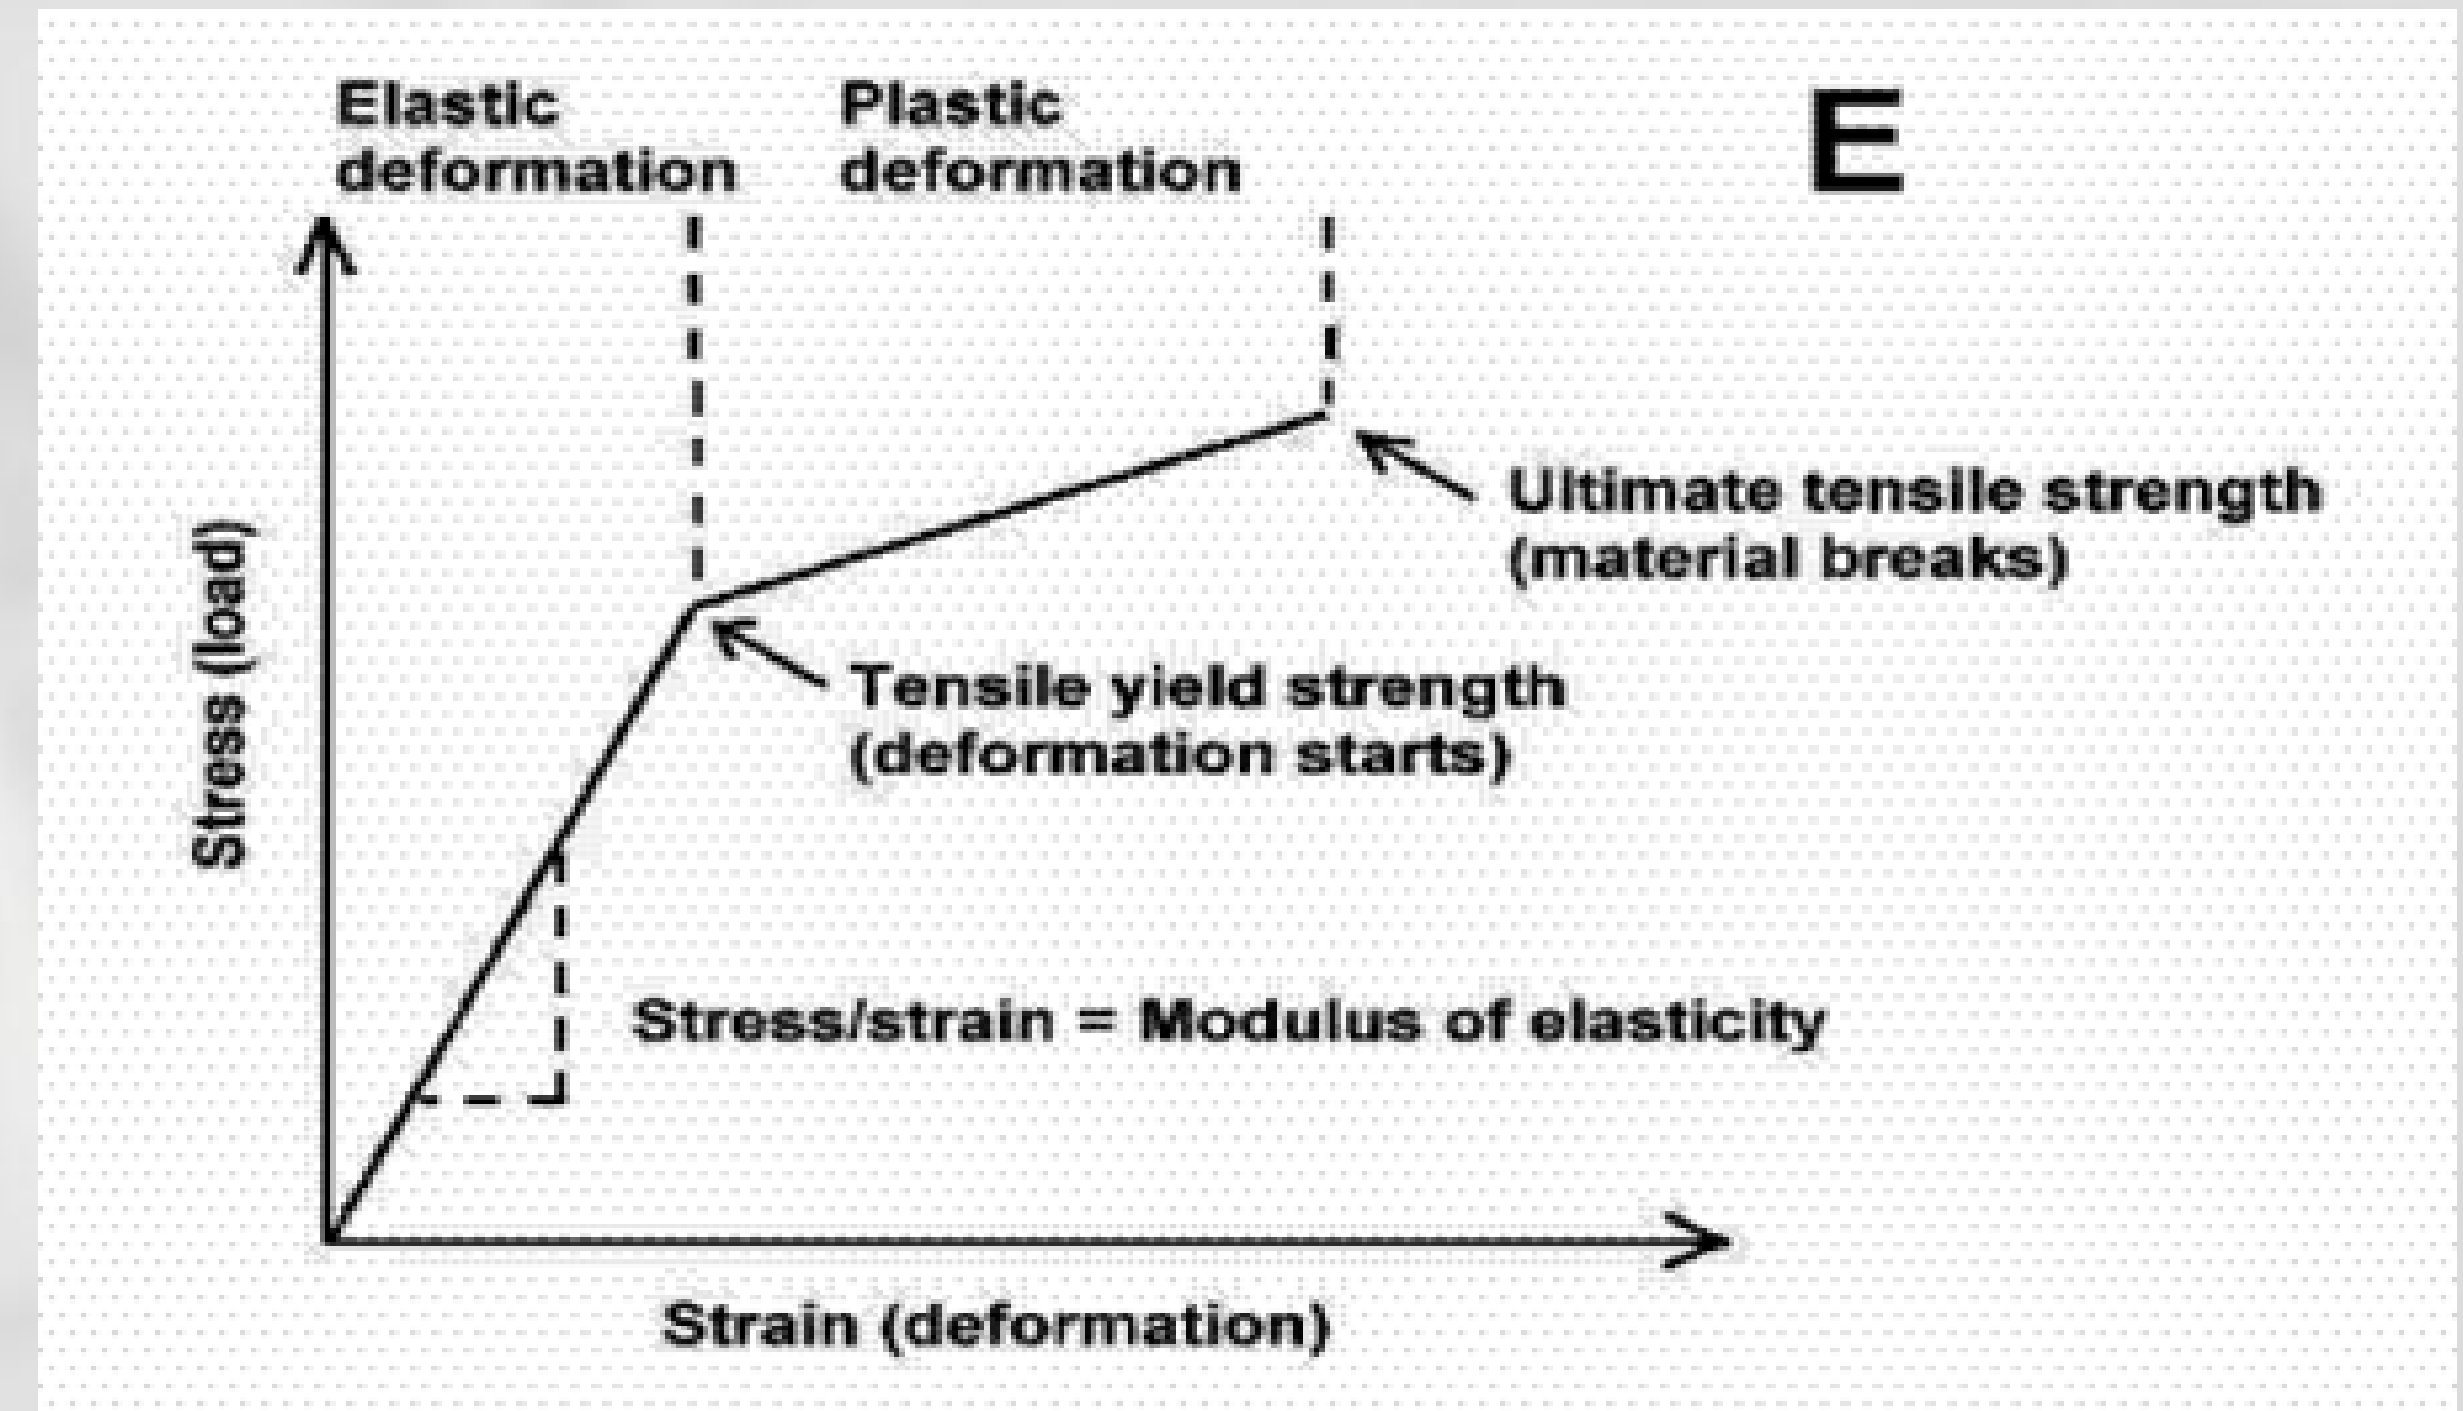 Elastic
deformation
Plastic
deformation
E
Stress (load)
Ultimate tensile strength
(material breaks)
Tensile yield strength
(deformation starts)
Stress/strain = Modulus of elasticity
Strain (deformation)